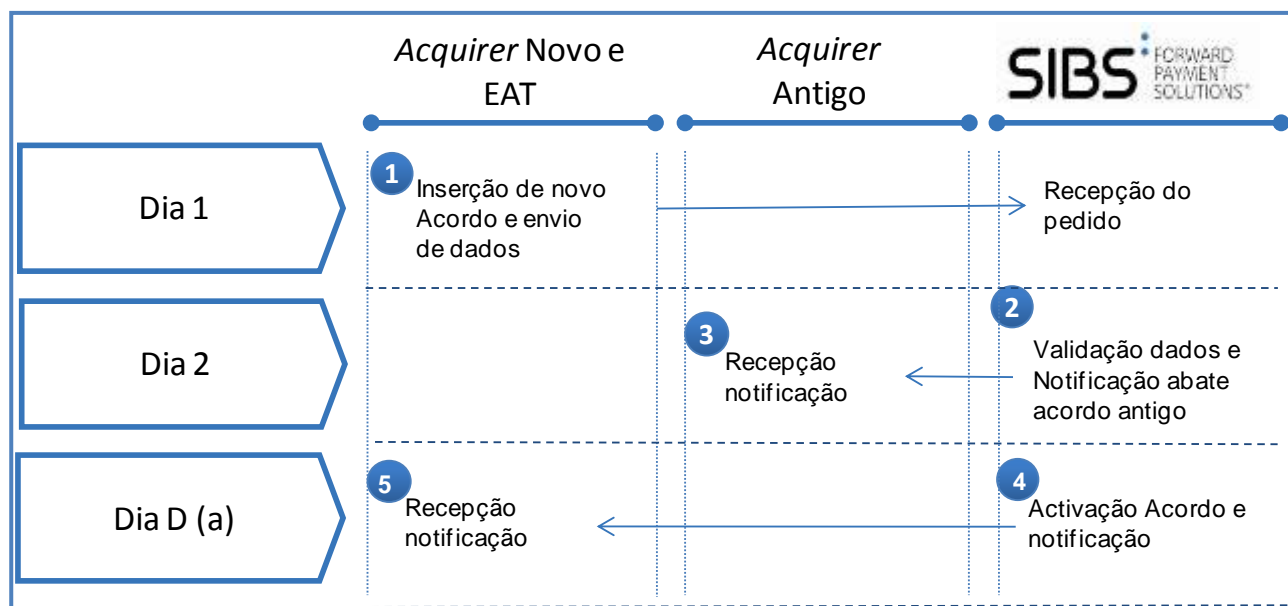 Acquirer Novo e
EAT
Acquirer
Antigo
SIBS FORWARD
PAYMENT
SOLUTIONS®
Dia 1
1
Inserção de novo
Acordo e envio
de dados
Recepção do
pedido
Dia 2
3
Recepção
notificação
2
Validação dados e
Notificação abate
acordo antigo
Dia D (a)
5
Recepção
notificação
4
Activação Acordo e
notificação